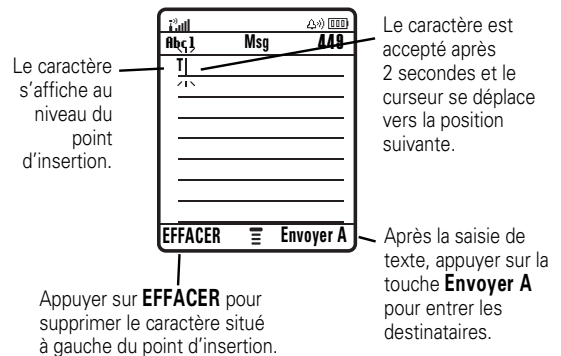 Abc1 Msg 449
T
EFFACER Envoyer A
Le caractère
s’affiche au
niveau du
point
d’insertion.
Le caractère est
accepté après
2 secondes et le
curseur se déplace
vers la position
suivante.
Appuyer sur EFFACER pour
supprimer le caractère situé
à gauche du point d’insertion.
Après la saisie de
texte, appuyer sur la
touche Envoyer A
pour entrer les
destinataires.